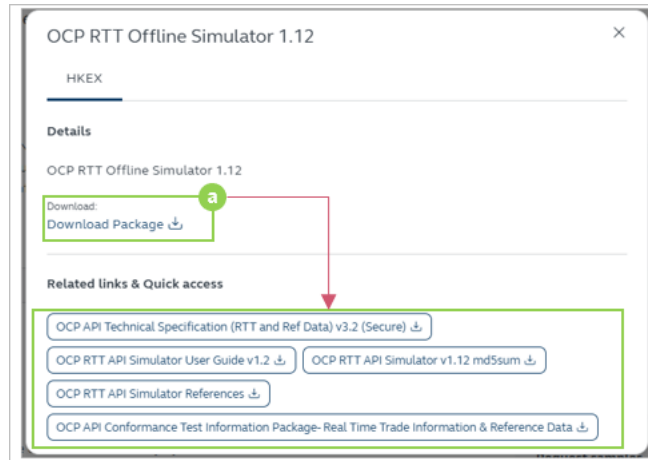 OCP RTT Offline Simulator 1.12
HKEX
Details
OCP RTT Offline Simulator 1.12
Download:
a
Download Package
Related links & Quick access
OCP API Technical Specification (RTT and Ref Data) v3.2 (Secure)
OCP RTT API Simulator User Guide v1.2
OCP RTT API Simulator v1.12 md5sum
OCP RTT API Simulator References
OCP API Conformance Test Information Package- Real Time Trade Information & Reference Data